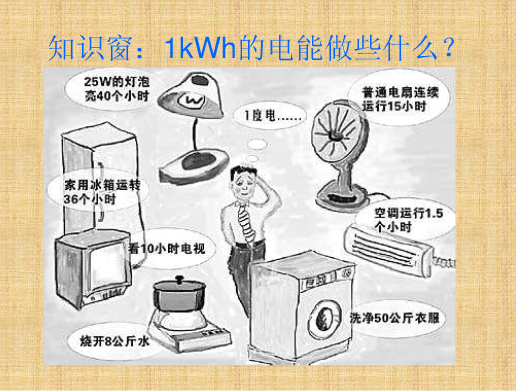 知识窗：1kWh的电能做些什么？
25W的灯泡
亮40个小时
1度电......
普通电扇连续
运行15小时
家用冰箱运转
36个小时
空调运行1.5
个小时
看10小时电视
烧开8公斤水
洗净50公斤衣服